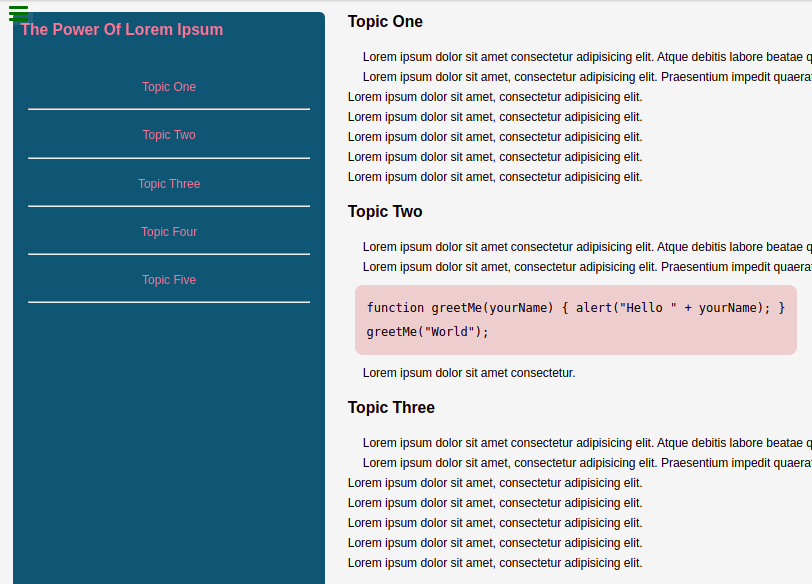 The Power Of Lorem Ipsum
Topic One
Topic Two
Topic Three
Topic Four
Topic Five
Topic One
Lorem ipsum dolor sit amet consectetur adipisicing elit. Atque debitis labore beatae
Lorem ipsum dolor sit amet, consectetur adipisicing elit. Praesentium impedit
Lorem ipsum dolor sit amet, consectetur adipisicing elit.
Lorem ipsum dolor sit amet, consectetur adipisicing elit.
Lorem ipsum dolor sit amet, consectetur adipisicing elit.
Lorem ipsum dolor sit amet, consectetur adipisicing elit.
Lorem ipsum dolor sit amet, consectetur adipisicing elit.
Topic Two
Lorem ipsum dolor sit amet consectetur adipisicing elit. Atque debitis labore beatae
Lorem ipsum dolor sit amet, consectetur adipisicing elit. Praesentium impedit
function greetMe(yourName) { alert("Hello " + yourName); }
greetMe("World");
Lorem ipsum dolor sit amet consectetur.
Topic Three
Lorem ipsum dolor sit amet consectetur adipisicing elit. Atque debitis labore beatae
Lorem ipsum dolor sit amet, consectetur adipisicing elit. Praesentium impedit
Lorem ipsum dolor sit amet, consectetur adipisicing elit.
Lorem ipsum dolor sit amet, consectetur adipisicing elit.
Lorem ipsum dolor sit amet, consectetur adipisicing elit.
Lorem ipsum dolor sit amet, consectetur adipisicing elit.
Lorem ipsum dolor sit amet, consectetur adipisicing elit.